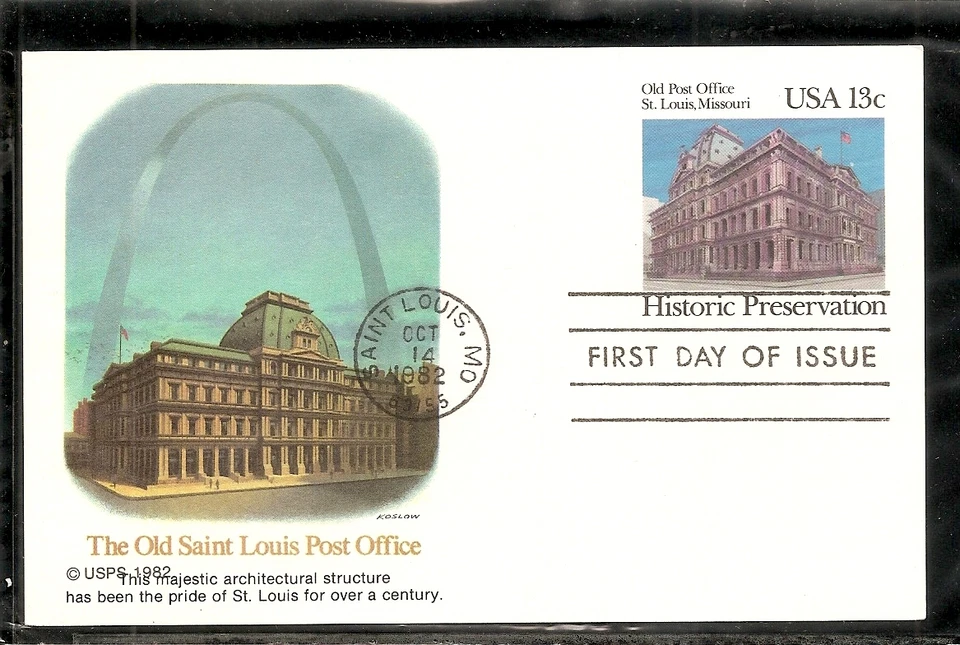 Old Post Office
St. Louis, Missouri
USA 13c
Historic Preservation
FIRST DAY OF ISSUE
SAINT LOUIS, MO
OCT
14
1982
KOSLOW
The Old Saint Louis Post Office
© USPS 1982
This majestic architectural structure
has been the pride of St. Louis for over a century.